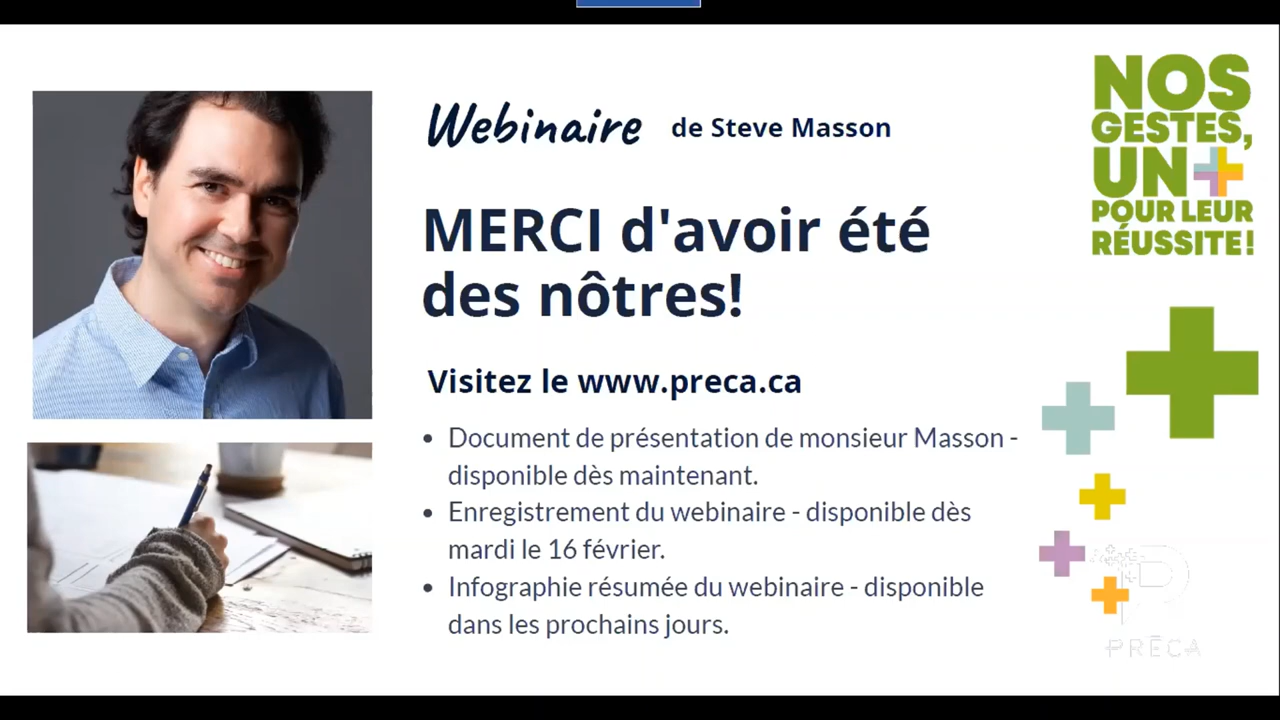 Webinaire de Steve Masson
MERCI d'avoir été
des nôtres!
Visitez le www.preca.ca
• Document de présentation de monsieur Masson -
disponible dès maintenant.
• Enregistrement du webinaire - disponible dès
mardi le 16 février.
• Infographie résumée du webinaire - disponible
dans les prochains jours.
NOS
GESTES,
UN+
POUR LEUR
RÉUSSITE!
PRÉCA